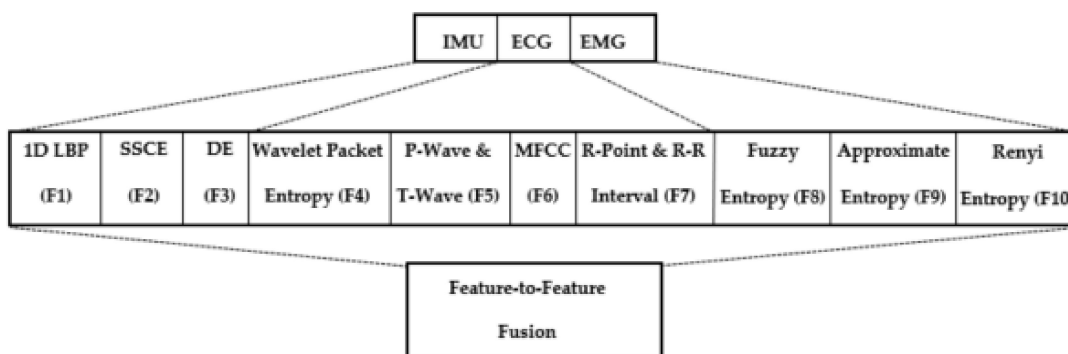 IMU ECG EMG
1D LBP SSCE DE Wavelet Packet P-Wave & MFCC R-Point & R-R Fuzzy Approximate Renyi
(F1) (F2) (F3) Entropy (F4) T-Wave (F5) (F6) Interval (F7) Entropy (F8) Entropy (F9) Entropy (F10)
Feature-to-Feature
Fusion